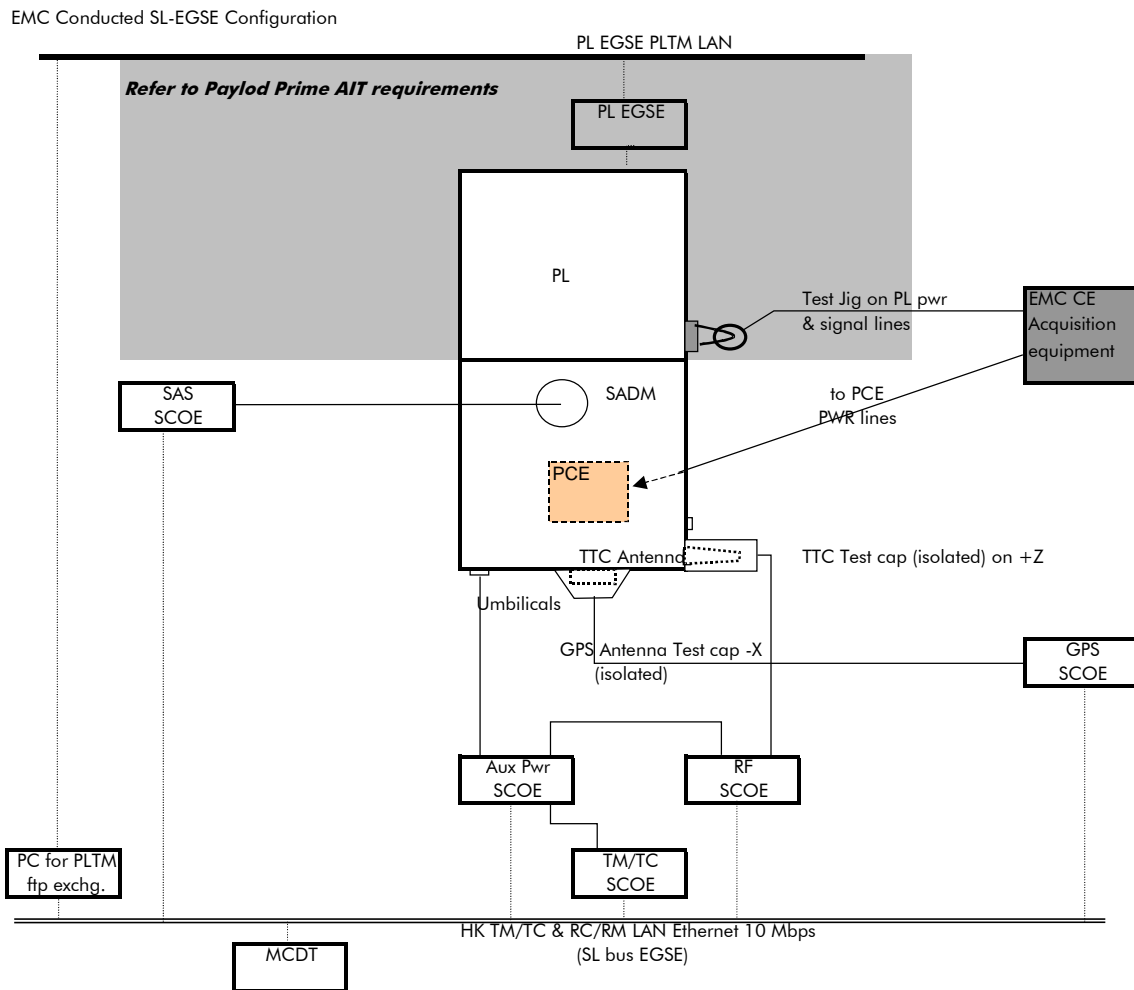 EMC Conducted SL-EGSE Configuration
PL EGSE PLTM LAN
Refer to Paylod Prime AIT requirements
PL EGSE
PL
Test Jig on PL pwr
& signal lines
EMC CE
Acquisition
equipment
SAS
SCOE
SADM
to PCE
PWR lines
PCE
TTC Antenna
TTC Test cap (isolated) on +Z
Umbilicals
GPS Antenna Test cap -X
(isolated)
GPS
SCOE
Aux Pwr
SCOE
RF
SCOE
PC for PLTM
ftp exchg.
TM/TC
SCOE
HK TM/TC & RC/RM LAN Ethernet 10 Mbps
(SL bus EGSE)
MCDT